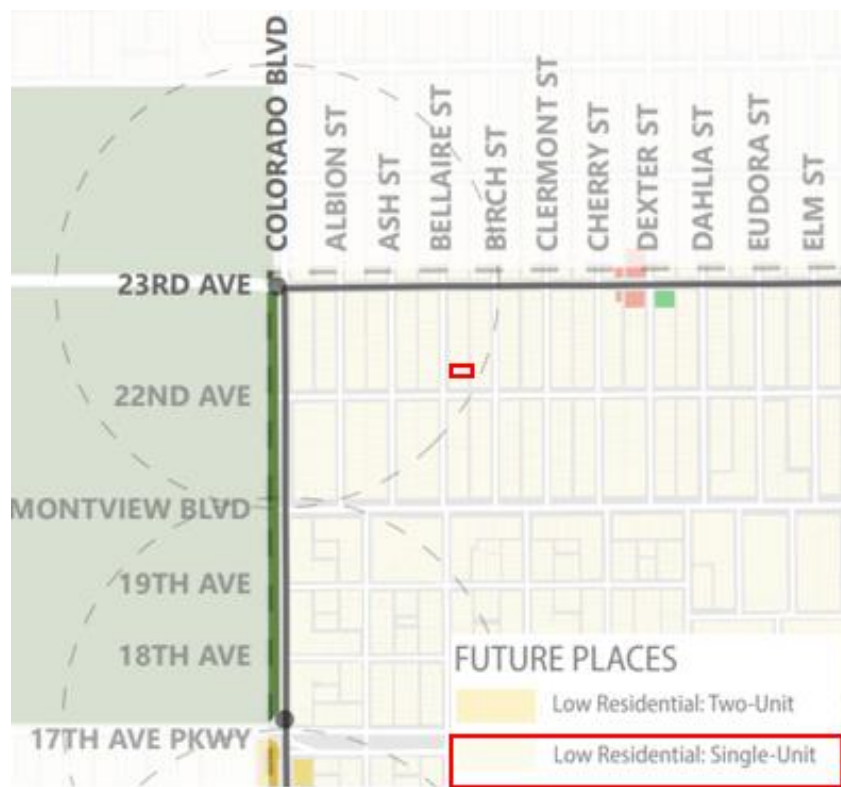 COLORADO BLVD
ALBION ST
ASH ST
BELLAIRE ST
BIRCH ST
CLERMONT ST
CHERRY ST
DEXTER ST
DAHLIA ST
EUDORA ST
ELM ST
23RD AVE
22ND AVE
MONTVIEW BLVD
19TH AVE
18TH AVE
17TH AVE PKWY
FUTURE PLACES
Low Residential: Two-Unit
Low Residential: Single-Unit